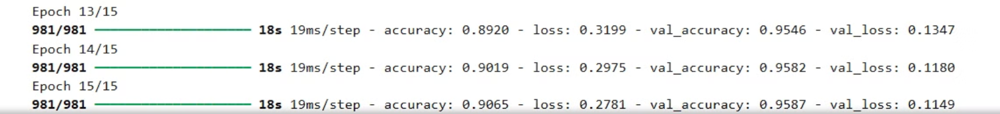 Epoch 13/15
981/981 ━━━━━━━━━━━━━━━━━━━━ 18s 19ms/step - accuracy: 0.8920 - loss: 0.3199 - val_accuracy: 0.9546 - val_loss: 0.1347
Epoch 14/15
981/981 ━━━━━━━━━━━━━━━━━━━━ 18s 19ms/step - accuracy: 0.9019 - loss: 0.2975 - val_accuracy: 0.9582 - val_loss: 0.1180
Epoch 15/15
981/981 ━━━━━━━━━━━━━━━━━━━━ 18s 19ms/step - accuracy: 0.9065 - loss: 0.2781 - val_accuracy: 0.9587 - val_loss: 0.1149